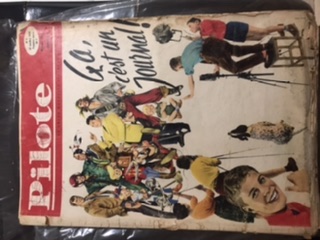 Pilote
Ça,
c'est un
Journal!